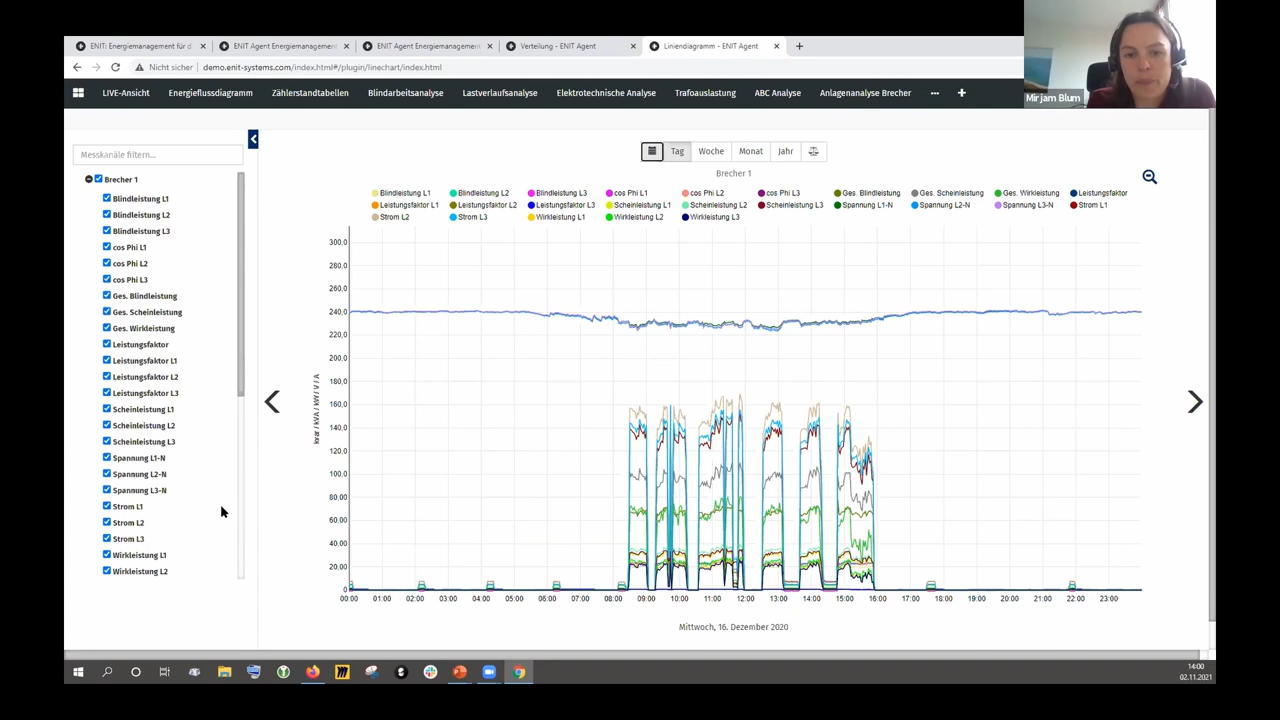 ENIT: Energiemanagement für d
ENIT Agent Energiemanagement
ENIT Agent Energiemanagement
Verteilung - ENIT Agent
Liniendiagramm - ENIT Agent
Nicht sicher
demo.enit-systems.com/index.html#/plugin/linechart/index.html
LIVE-Ansicht
Energieflussdiagramm
Zählerstandtabellen
Blindarbeitsanalyse
Lastverlaufsanalyse
Elektrotechnische Analyse
Trafoauslastung
ABC Analyse
Anlagenanalyse Brecher
Mirjam Blum
Messkanäle filtern...
Brecher 1
Blindleistung L1
Blindleistung L2
Blindleistung L3
cos Phi L1
cos Phi L2
cos Phi L3
Ges. Blindleistung
Ges. Scheinleistung
Ges. Wirkleistung
Leistungsfaktor
Leistungsfaktor L1
Leistungsfaktor L2
Leistungsfaktor L3
Scheinleistung L1
Scheinleistung L2
Scheinleistung L3
Spannung L1-N
Spannung L2-N
Spannung L3-N
Strom L1
Strom L2
Strom L3
Wirkleistung L1
Wirkleistung L2
Tag Woche Monat Jahr
Brecher 1
Blindleistung L1 Blindleistung L2 Blindleistung L3 cos Phi L1 cos Phi L2 cos Phi L3 Ges. Blindleistung Ges. Scheinleistung Ges. Wirkleistung Leistungsfaktor
Leistungsfaktor L1 Leistungsfaktor L2 Leistungsfaktor L3 Scheinleistung L1 Scheinleistung L2 Scheinleistung L3 Spannung L1-N Spannung L2-N Spannung L3-N Strom L1
Strom L2 Strom L3 Wirkleistung L1 Wirkleistung L2 Wirkleistung L3
kvar / kVA / kW / V / A
300,0
280,0
260,0
240,0
220,0
200,0
180,0
160,0
140,0
120,0
100,0
80,00
60,00
40,00
20,00
0
00:00 01:00 02:00 03:00 04:00 05:00 06:00 07:00 08:00 09:00 10:00 11:00 12:00 13:00 14:00 15:00 16:00 17:00 18:00 19:00 20:00 21:00 22:00 23:00
Mittwoch, 16. Dezember 2020
14:00
02.11.2021